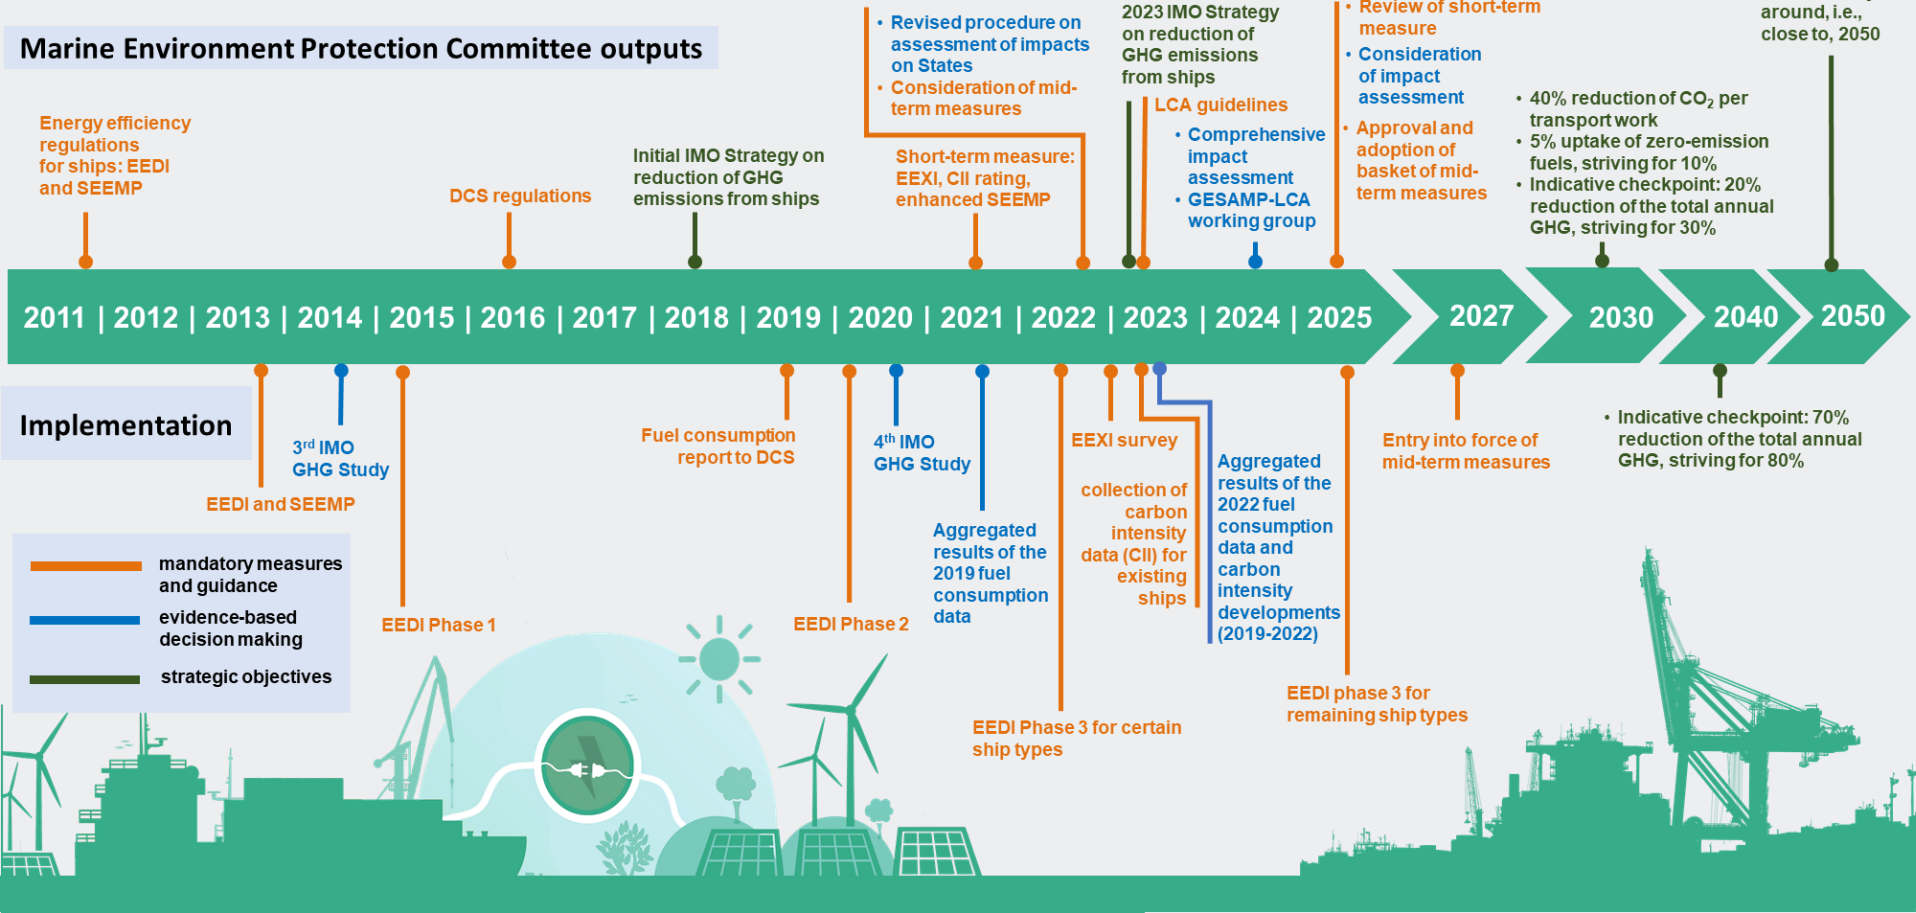 Marine Environment Protection Committee outputs
Energy efficiency
regulations
for ships: EEDI
and SEEMP
DCS regulations
Initial IMO Strategy on
reduction of GHG
emissions from ships
• Revised procedure on
assessment of impacts
on States
• Consideration of mid-
term measures
Short-term measure:
EEXI, CII rating,
enhanced SEEMP
2023 IMO Strategy
on reduction of
GHG emissions
from ships
LCA guidelines
• Comprehensive
impact
assessment
• GESAMP-LCA
working group
• Review of short-term
measure
• Consideration
of impact
assessment
• Approval and
adoption of
basket of mid-
term measures
• 40% reduction of CO₂ per
transport work
• 5% uptake of zero-emission
fuels, striving for 10%
• Indicative checkpoint: 20%
reduction of the total annual
GHG, striving for 30%
around, i.e.,
close to, 2050
2011 | 2012 | 2013 | 2014 | 2015 | 2016 | 2017 | 2018 | 2019 | 2020 | 2021 | 2022 | 2023 | 2024 | 2025 2027 2030 2040 2050
Implementation
EEDI and SEEMP
3rd IMO
GHG Study
EEDI Phase 1
Fuel consumption
report to DCS
EEDI Phase 2
4th IMO
GHG Study
Aggregated
results of the
2019 fuel
consumption
data
EEDI Phase 3 for certain
ship types
EEXI survey
collection of
carbon
intensity
data (CII) for
existing
ships
Aggregated
results of the
2022 fuel
consumption
data and
carbon
intensity
developments
(2019-2022)
EEDI phase 3 for
remaining ship types
Entry into force of
mid-term measures
• Indicative checkpoint: 70%
reduction of the total annual
GHG, striving for 80%
mandatory measures
and guidance
evidence-based
decision making
strategic objectives